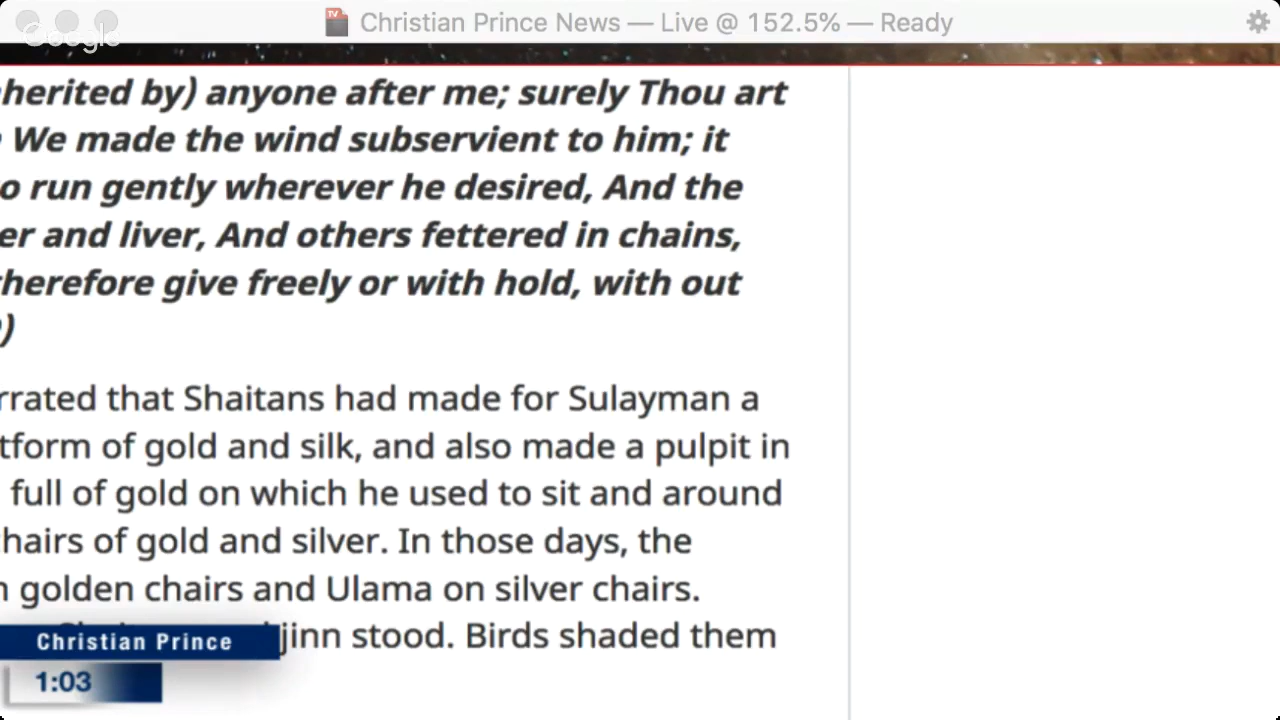 Christian Prince News — Live @ 152.5% — Ready
Google
herited by) anyone after me; surely Thou art
We made the wind subservient to him; it
o run gently wherever he desired, And the
er and liver, And others fettered in chains,
therefore give freely or with hold, with out
)
rrated that Shaitans had made for Sulayman a
tform of gold and silk, and also made a pulpit in
full of gold on which he used to sit and around
hairs of gold and silver. In those days, the
n golden chairs and Ulama on silver chairs.
jinn stood. Birds shaded them
Christian Prince
1:03